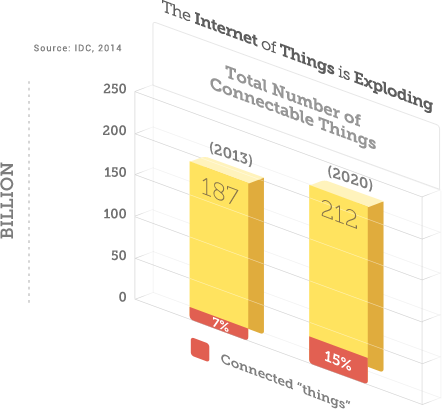 The Internet of Things is Exploding
Source: IDC, 2014
Total Number of
Connectable Things
250
200
150
100
50
0
BILLION
(2013)
187
7%
(2020)
212
15%
Connected "things"